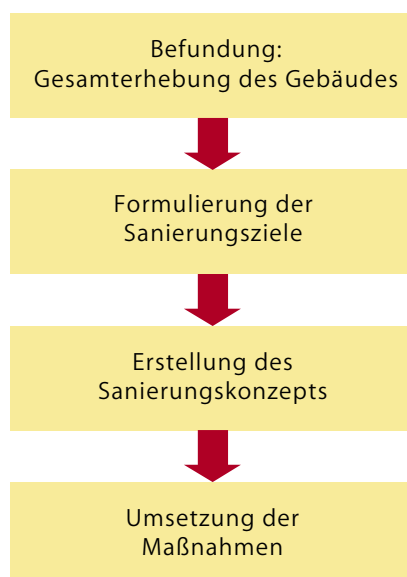 Befundung:
Gesamterhebung des Gebäudes
Formulierung der
Sanierungsziele
Erstellung des
Sanierungskonzepts
Umsetzung der
Maßnahmen